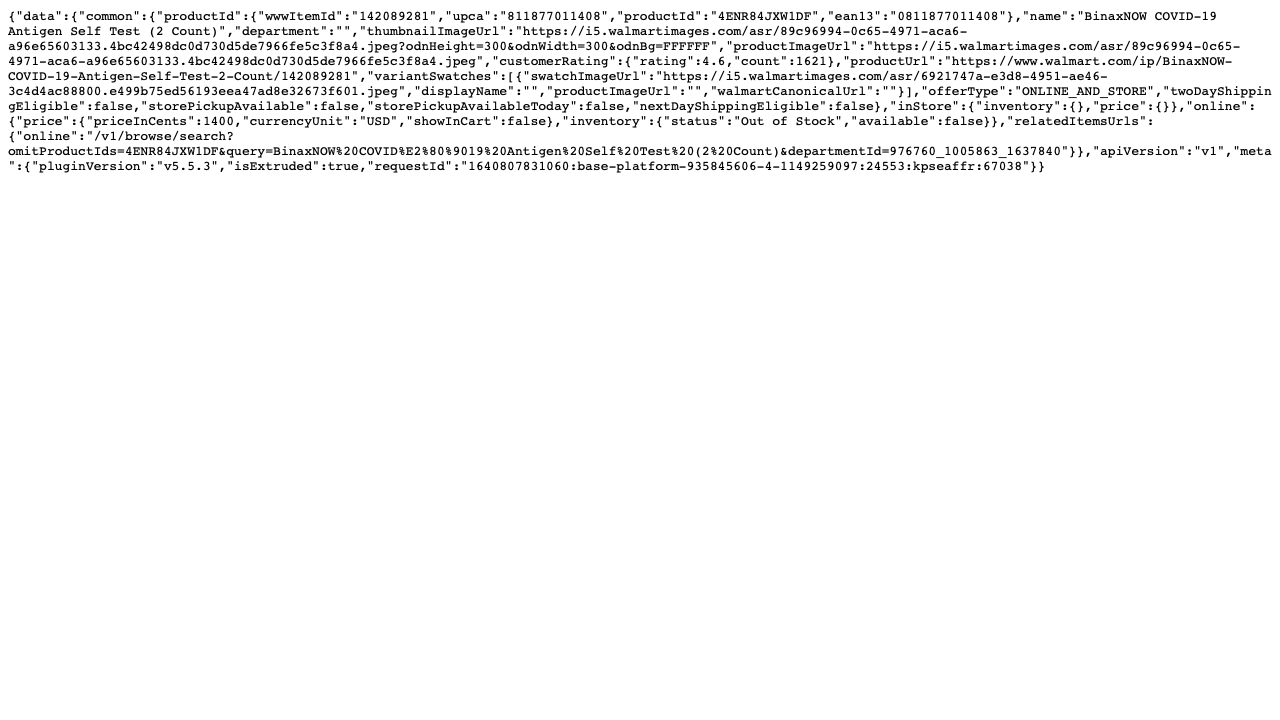 {"data":{"common":{"productId":{"wwwItemId":"142089281","upca":"811877011408","productId":"4ENR84JXW1DF","ean13":"0811877011408"},"name":"BinaxNOW COVID-19
Antigen Self Test (2 Count)","department":"","thumbnailImageUrl":"https://i5.walmartimages.com/asr/89c96994-0c65-4971-aca6-
a96e65603133.4bc42498dc0d730d5de7966fe5c3f8a4.jpeg?odnHeight=300&odnWidth=300&odnBg=FFFFFF","productImageUrl":"https://i5.walmartimages.com/asr/89c96994-0c65-
4971-aca6-a96e65603133.4bc42498dc0d730d5de7966fe5c3f8a4.jpeg","customerRating":{"rating":4.6,"count":1621},"productUrl":"https://www.walmart.com/ip/BinaxNOW-
COVID-19-Antigen-Self-Test-2-Count/142089281","variantSwatches":[{"swatchImageUrl":"https://i5.walmartimages.com/asr/6921747a-e3d8-4951-ae46-
3c4d4ac88800.e499b75ed56193eea47ad8e32673f601.jpeg","displayName":"","productImageUrl":"","walmartCanonicalUrl":""}],"offerType":"ONLINE_AND_STORE","twoDayShippin
gEligible":false,"storePickupAvailable":false,"storePickupAvailableToday":false,"nextDayShippingEligible":false},"inStore":{"inventory":{},"price":{}},"online":
{"price":{"priceInCents":1400,"currencyUnit":"USD","showInCart":false},"inventory":{"status":"Out of Stock","available":false}},"relatedItemsUrls":
{"online":"/v1/browse/search?
omitProductIds=4ENR84JXW1DF&query=BinaxNOW%20COVID%E2%80%9019%20Antigen%20Self%20Test%20(2%20Count)&departmentId=976760_1005863_1637840"}},"apiVersion":"v1","meta
":{"pluginVersion":"v5.5.3","isExtruded":true,"requestId":"1640807831060:base-platform-935845606-4-1149259097:24553:kpseaffr:67038"}}